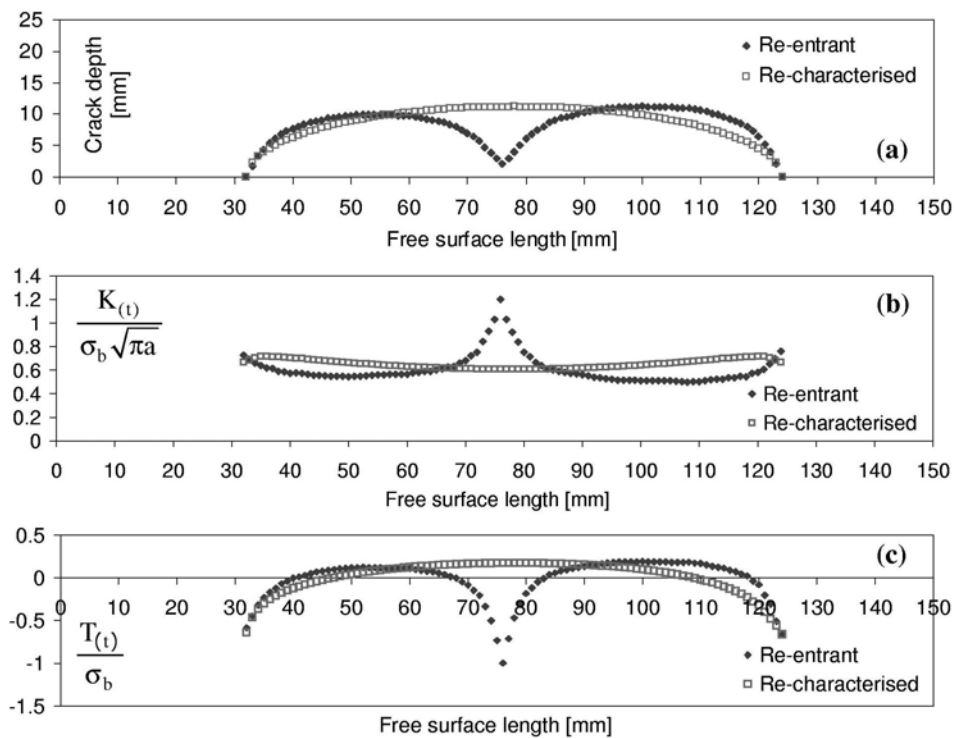 25
20
15
10
5
0
Crack depth
[mm]
Re-entrant
Re-characterised
(a)
0 10 20 30 40 50 60 70 80 90 100 110 120 130 140 150
Free surface length [mm]
1.4
1.2
1
0.8
0.6
0.4
0.2
0
K(t)
σb√πa
(b)
Re-entrant
Re-characterised
0 10 20 30 40 50 60 70 80 90 100 110 120 130 140 150
Free surface length [mm]
0.5
0
-0.5
-1
-1.5
(c)
0 10 20 30 40 50 60 70 80 90 100 110 120 130 140 150
T(t)
σb
Re-entrant
Re-characterised
Free surface length [mm]